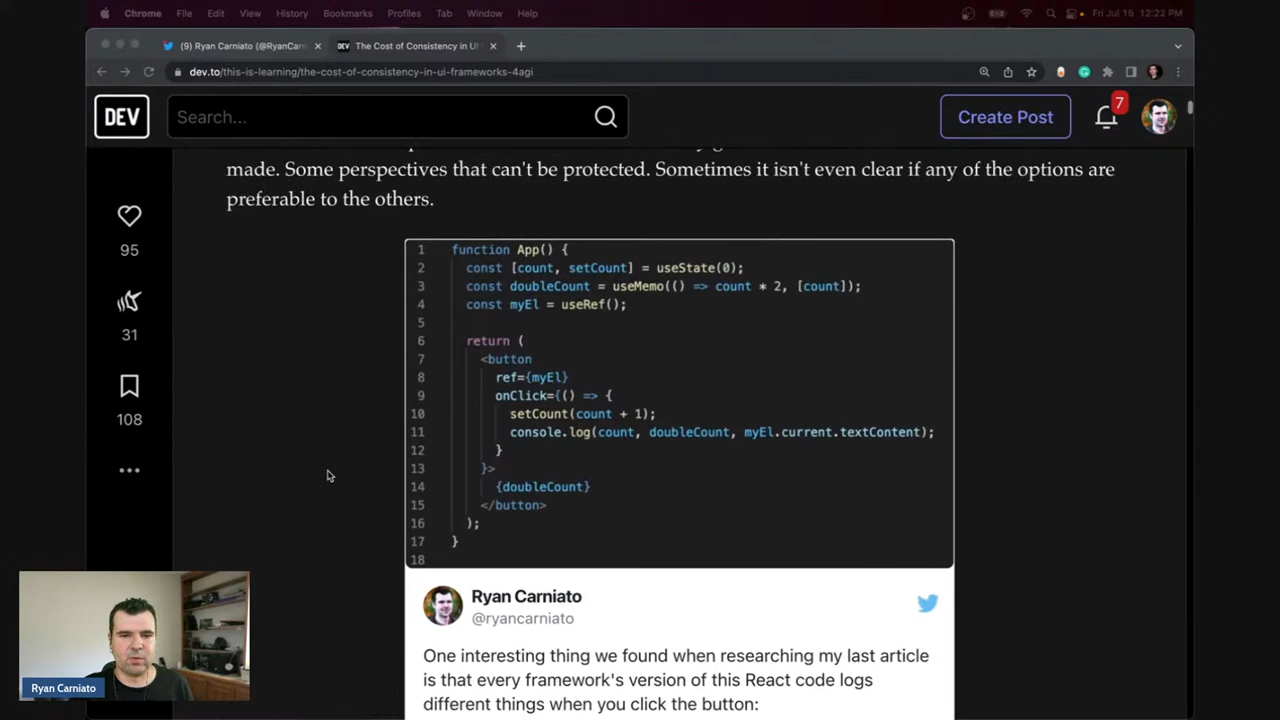 Chrome File Edit View History Bookmarks Profiles Tab Window Help Fri Jul 15 12:22 PM
(9) Ryan Carniato (@RyanCarn The Cost of Consistency in UI
dev.to/this-is-learning/the-cost-of-consistency-in-ui-frameworks-4agi
DEV Search... Create Post 7
made. Some perspectives that can't be protected. Sometimes it isn't even clear if any of the options are
preferable to the others.
95
31
108
1 function App() {
2 const [count, setCount] = useState(0);
3 const doubleCount = useMemo(() => count * 2, [count]);
4 const myEl = useRef();
5
6 return (
7 <button
8 ref={myEl}
9 onClick={() => {
10 setCount(count + 1);
11 console.log(count, doubleCount, myEl.current.textContent);
12 }
13 }>
14 {doubleCount}
15 </button>
16 );
17 }
18
Ryan Carniato
@ryancarniato
One interesting thing we found when researching my last article
is that every framework's version of this React code logs
different things when you click the button:
Ryan Carniato